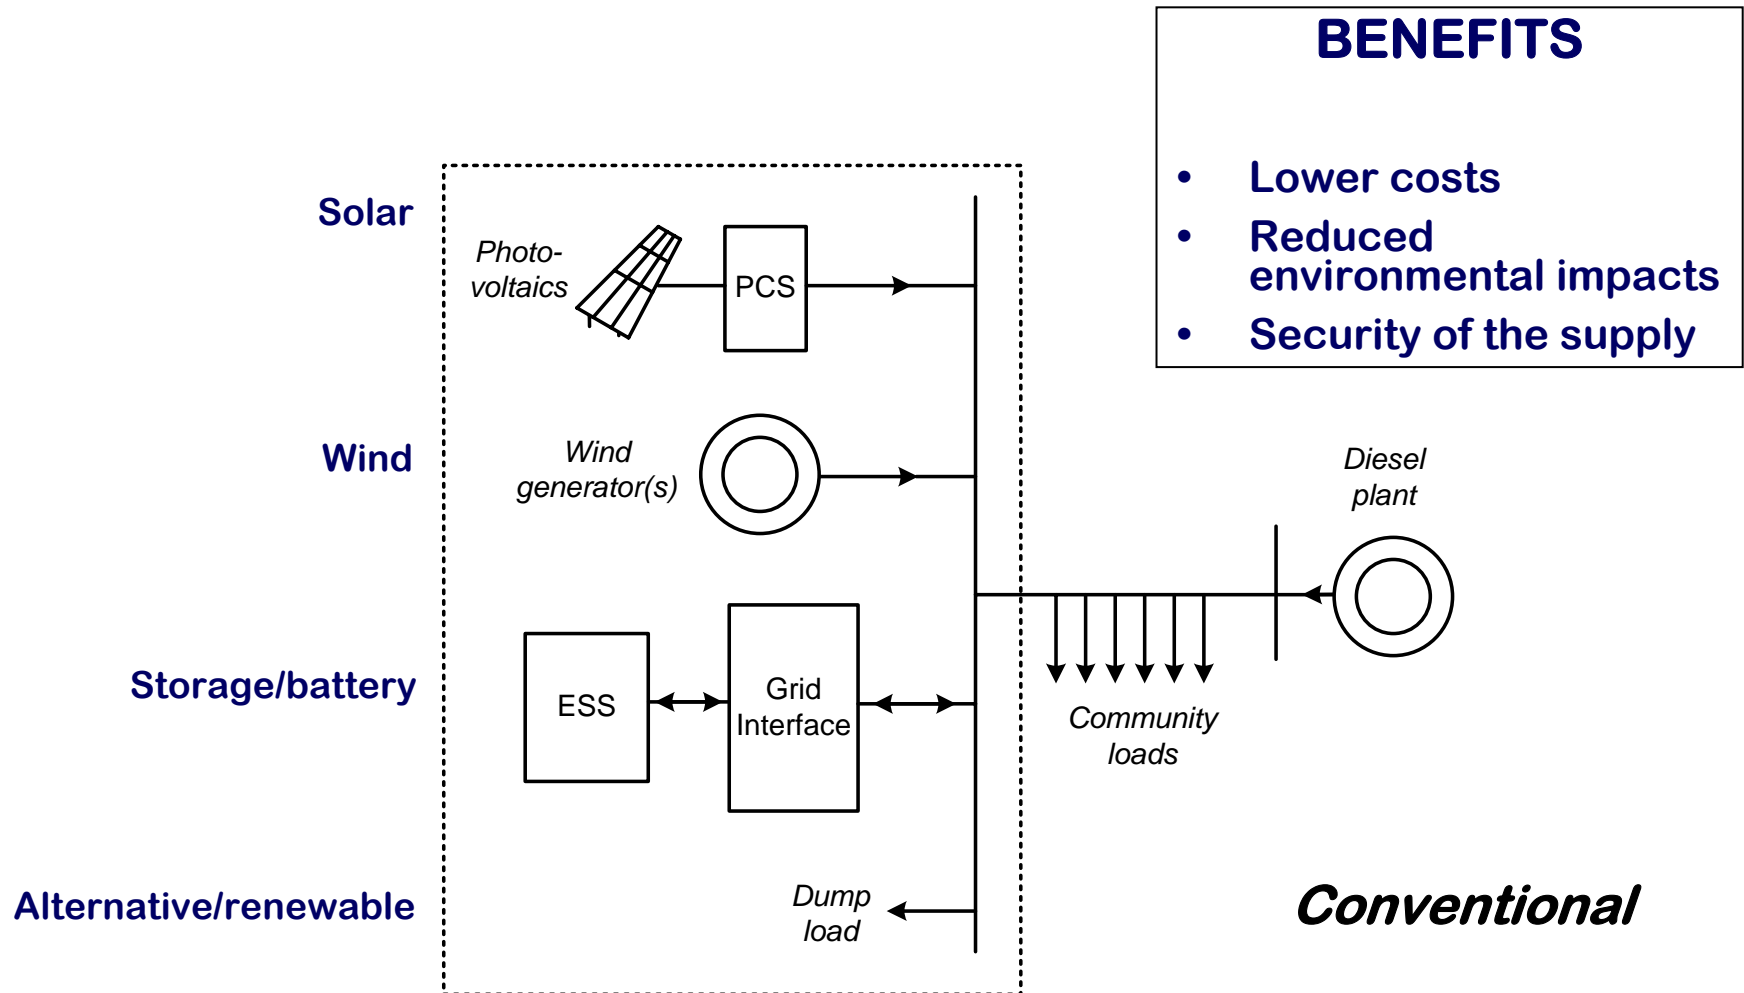 BENEFITS
• Lower costs
• Reduced
environmental impacts
• Security of the supply
Solar
Photo-
voltaics
PCS
Wind
Wind
generator(s)
Diesel
plant
Storage/battery
ESS
Grid
Interface
Community
loads
Alternative/renewable
Dump
load
Conventional